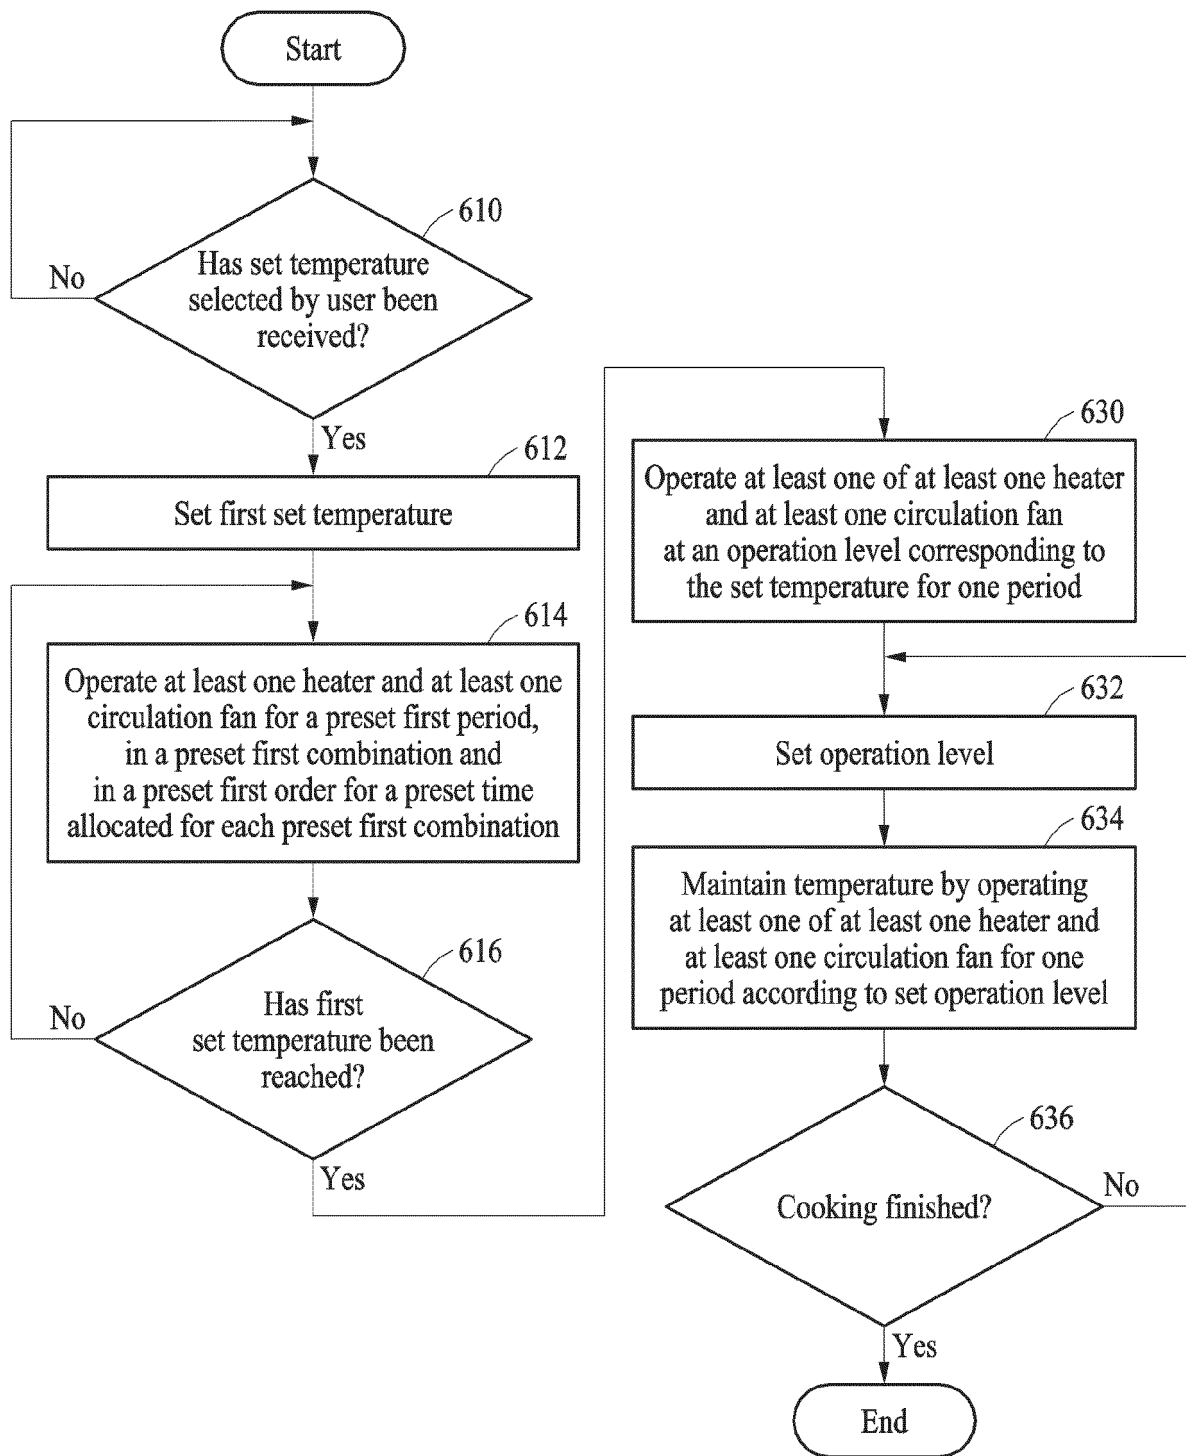 Start
610
Has set temperature
selected by user been
received?
No
Yes
612
Set first set temperature
614
Operate at least one heater and at least one
circulation fan for a preset first period,
in a preset first combination and
in a preset first order for a preset time
allocated for each preset first combination
616
Has first
set temperature been
reached?
No
Yes
630
Operate at least one of at least one heater
and at least one circulation fan
at an operation level corresponding to
the set temperature for one period
632
Set operation level
634
Maintain temperature by operating
at least one of at least one heater and
at least one circulation fan for one
period according to set operation level
636
Cooking finished?
No
Yes
End